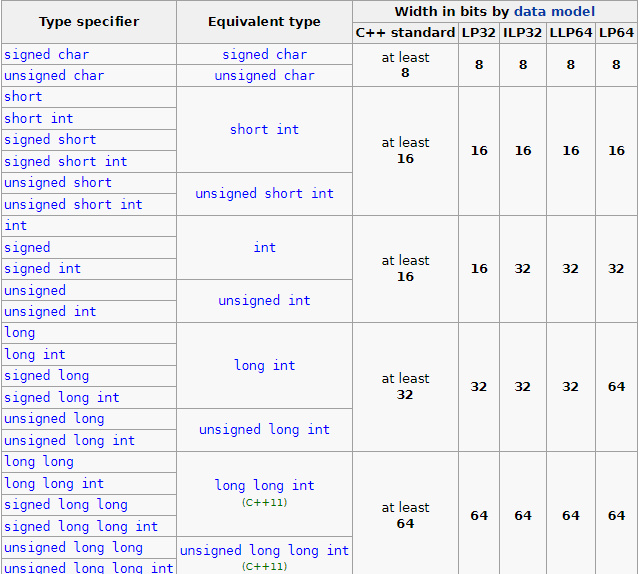 Type specifier Equivalent type Width in bits by data model
C++ standard LP32 ILP32 LLP64 LP64
signed char signed char at least 8 8 8 8 8
unsigned char unsigned char
short short int at least 16 16 16 16 16
short int
signed short
signed short int
unsigned short unsigned short int
unsigned short int
int int at least 16 16 32 32 32
signed
signed int
unsigned unsigned int
unsigned int
long long int at least 32 32 32 32 64
long int
signed long
signed long int
unsigned long unsigned long int
unsigned long int
long long long long int (C++11) at least 64 64 64 64 64
long long int
signed long long
signed long long int
unsigned long long unsigned long long int (C++11)
unsigned long long int